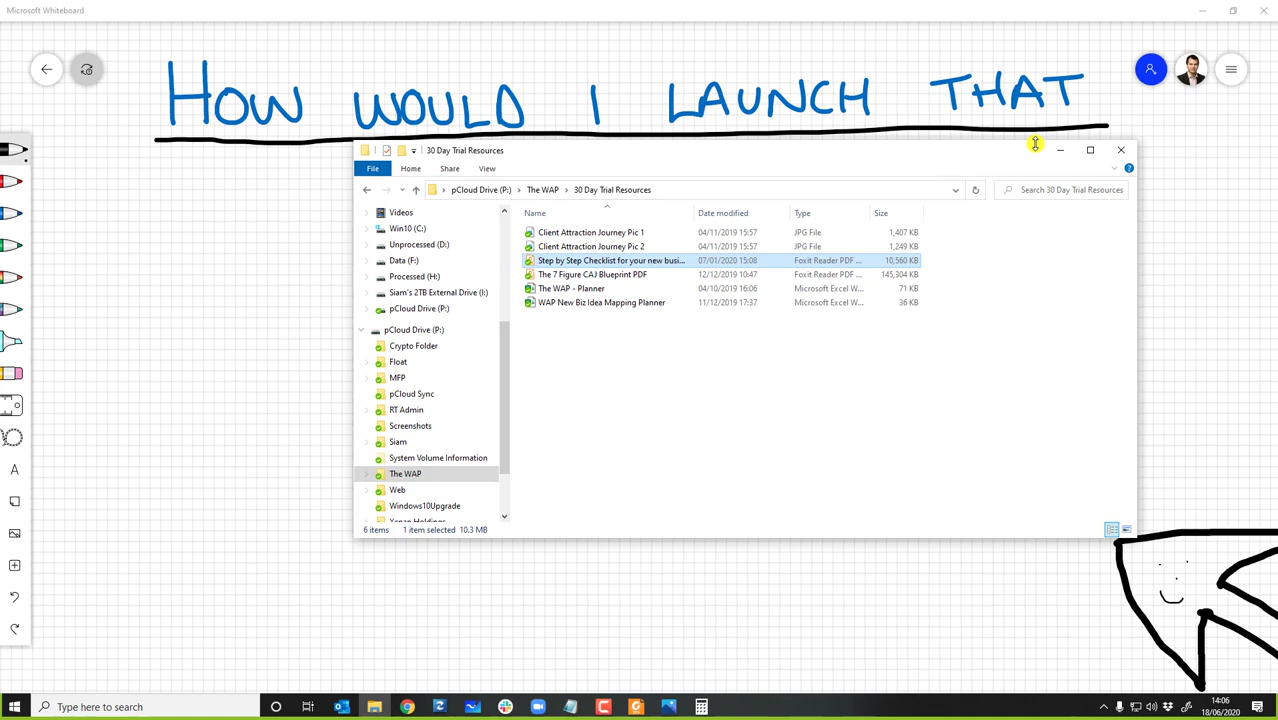 Microsoft Whiteboard
HOW WOULD I LAUNCH THAT
30 Day Trial Resources
File Home Share View
pCloud Drive (P:) > The WAP > 30 Day Trial Resources
Search 30 Day Trial Resources
Name Date modified Type Size
Videos
Win10 (C:)
Unprocessed (D:)
Data (F:)
Processed (H:)
Siam's 2TB External Drive (I:)
pCloud Drive (P:)
pCloud Drive (P:)
Crypto Folder
Float
MFP
pCloud Sync
RT Admin
Screenshots
Siam
System Volume Information
The WAP
Web
Windows10Upgrade
Client Attraction Journey Pic 1 04/11/2019 15:57 JPG File 1,407 KB
Client Attraction Journey Pic 2 04/11/2019 15:57 JPG File 1,249 KB
Step by Step Checklist for your new busi... 07/01/2020 15:08 Foxit Reader PDF ... 10,560 KB
The 7 Figure CAJ Blueprint PDF 12/12/2019 10:47 Foxit Reader PDF ... 145,304 KB
The WAP - Planner 04/10/2019 16:06 Microsoft Excel W... 71 KB
WAP New Biz Idea Mapping Planner 11/12/2019 17:37 Microsoft Excel W... 36 KB
6 items 1 item selected 10.3 MB
Type here to search
14:06
18/06/2020